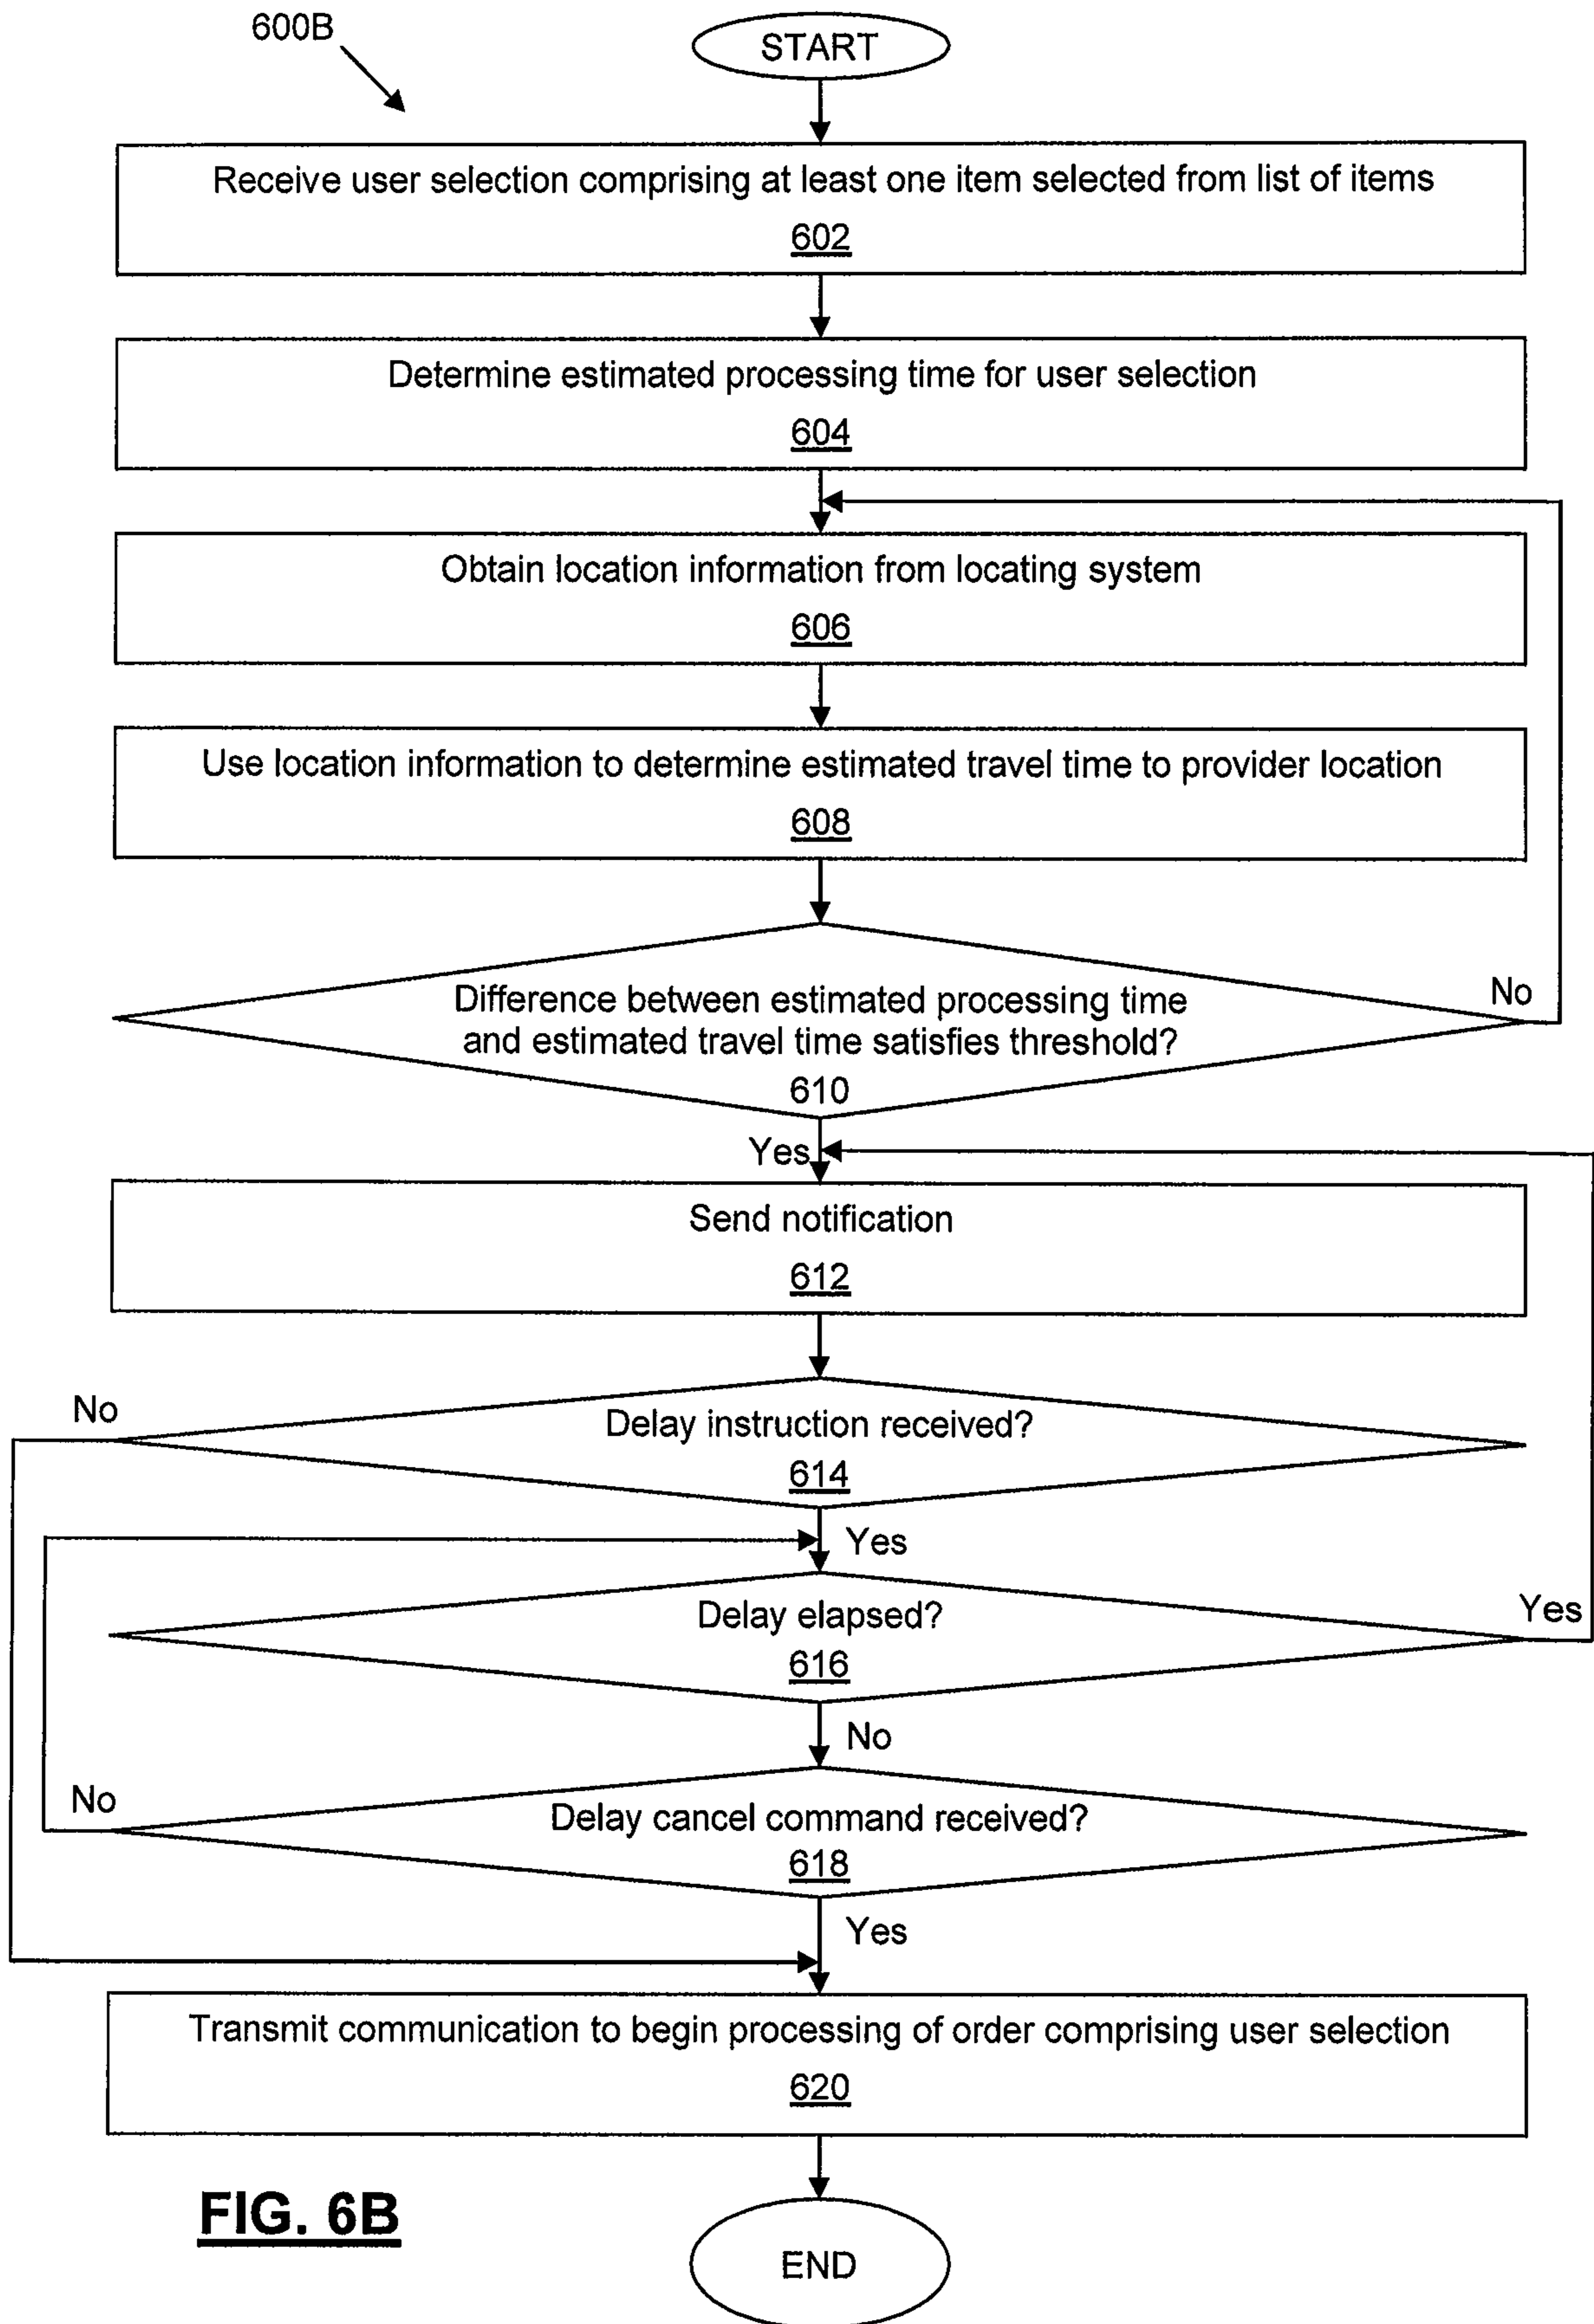 600B
START
Receive user selection comprising at least one item selected from list of items
602
Determine estimated processing time for user selection
604
Obtain location information from locating system
606
Use location information to determine estimated travel time to provider location
608
Difference between estimated processing time
and estimated travel time satisfies threshold?
610
No
Yes
Send notification
612
No
Delay instruction received?
614
Yes
Delay elapsed?
616
Yes
No
No
Delay cancel command received?
618
Yes
Transmit communication to begin processing of order comprising user selection
620
FIG. 6B
END